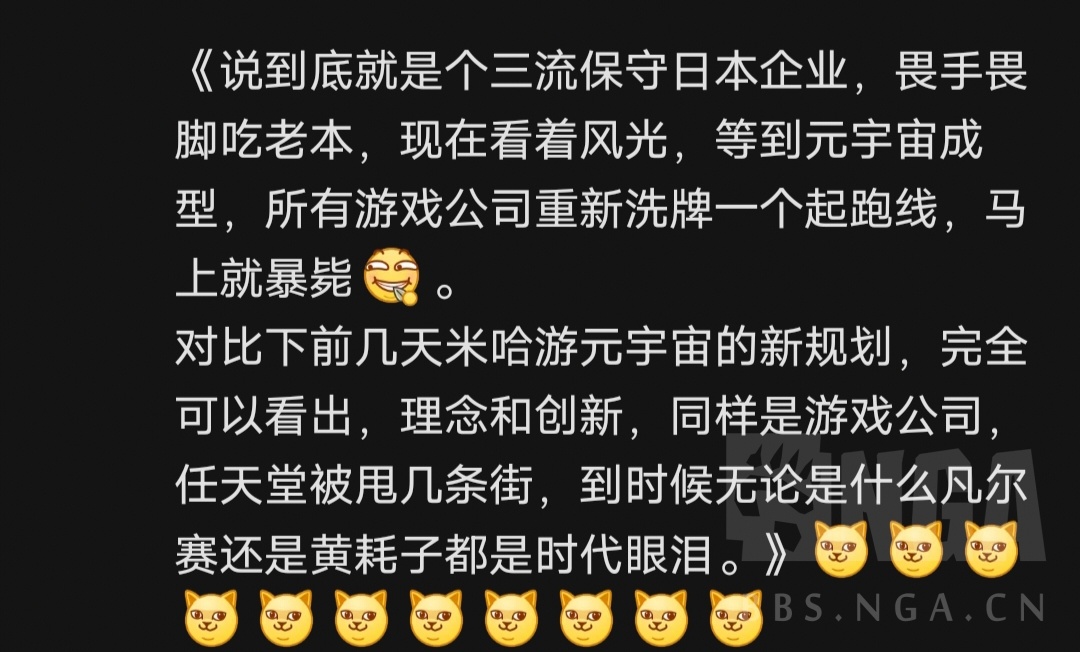 《说到底就是个三流保守日本企业，畏手畏
脚吃老本，现在看着风光，等到元宇宙成
型，所有游戏公司重新洗牌一个起跑线，马
上就暴毙。
对比下前几天米哈游元宇宙的新规划，完全
可以看出，理念和创新，同样是游戏公司，
任天堂被甩几条街，到时候无论是什么凡尔
赛还是黄耗子都是时代眼泪。》
NGA
BBS.NGA.CN